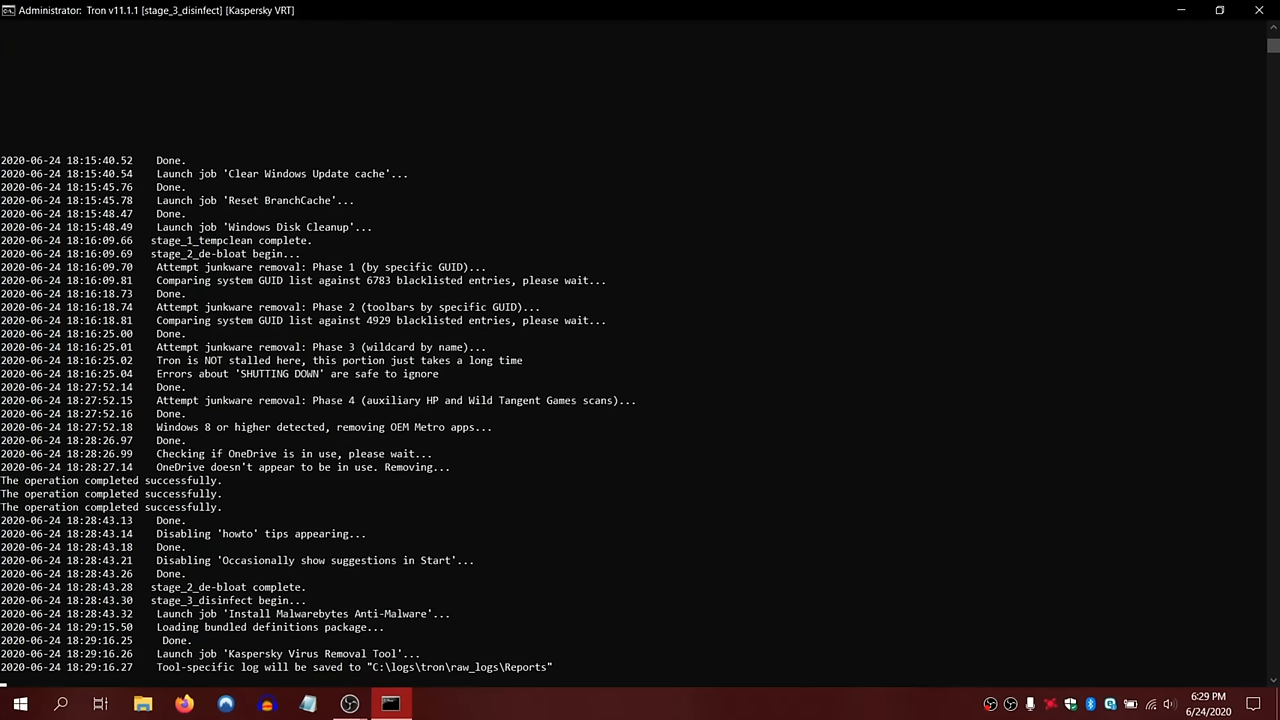 Administrator: Tron v11.1.1 [stage_3_disinfect] [Kaspersky VRT]
2020-06-24 18:15:40.52 Done.
2020-06-24 18:15:40.54 Launch job 'Clear Windows Update cache'...
2020-06-24 18:15:45.76 Done.
2020-06-24 18:15:45.78 Launch job 'Reset BranchCache'...
2020-06-24 18:15:48.47 Done.
2020-06-24 18:15:48.49 Launch job 'Windows Disk Cleanup'...
2020-06-24 18:16:09.66 stage_1_tempclean complete.
2020-06-24 18:16:09.69 stage_2_de-bloat begin...
2020-06-24 18:16:09.70 Attempt junkware removal: Phase 1 (by specific GUID)...
2020-06-24 18:16:09.81 Comparing system GUID list against 6783 blacklisted entries, please wait...
2020-06-24 18:16:18.73 Done.
2020-06-24 18:16:18.74 Attempt junkware removal: Phase 2 (toolbars by specific GUID)...
2020-06-24 18:16:18.81 Comparing system GUID list against 4929 blacklisted entries, please wait...
2020-06-24 18:16:25.00 Done.
2020-06-24 18:16:25.01 Attempt junkware removal: Phase 3 (wildcard by name)...
2020-06-24 18:16:25.02 Tron is NOT stalled here, this portion just takes a long time
2020-06-24 18:16:25.04 Errors about 'SHUTTING DOWN' are safe to ignore
2020-06-24 18:27:52.14 Done.
2020-06-24 18:27:52.15 Attempt junkware removal: Phase 4 (auxiliary HP and Wild Tangent Games scans)...
2020-06-24 18:27:52.16 Done.
2020-06-24 18:27:52.18 Windows 8 or higher detected, removing OEM Metro apps...
2020-06-24 18:28:26.97 Done.
2020-06-24 18:28:26.99 Checking if OneDrive is in use, please wait...
2020-06-24 18:28:27.14 OneDrive doesn't appear to be in use. Removing...
The operation completed successfully.
The operation completed successfully.
The operation completed successfully.
2020-06-24 18:28:43.13 Done.
2020-06-24 18:28:43.14 Disabling 'howto' tips appearing...
2020-06-24 18:28:43.18 Done.
2020-06-24 18:28:43.21 Disabling 'Occasionally show suggestions in Start'...
2020-06-24 18:28:43.26 Done.
2020-06-24 18:28:43.28 stage_2_de-bloat complete.
2020-06-24 18:28:43.30 stage_3_disinfect begin...
2020-06-24 18:28:43.32 Launch job 'Install Malwarebytes Anti-Malware'...
2020-06-24 18:29:15.50 Loading bundled definitions package...
2020-06-24 18:29:16.25 Done.
2020-06-24 18:29:16.25 Launch job 'Kaspersky Virus Removal Tool'...
2020-06-24 18:29:16.27 Tool-specific log will be saved to "C:\logs\tron\raw_logs\Reports"
6:29 PM
6/24/2020